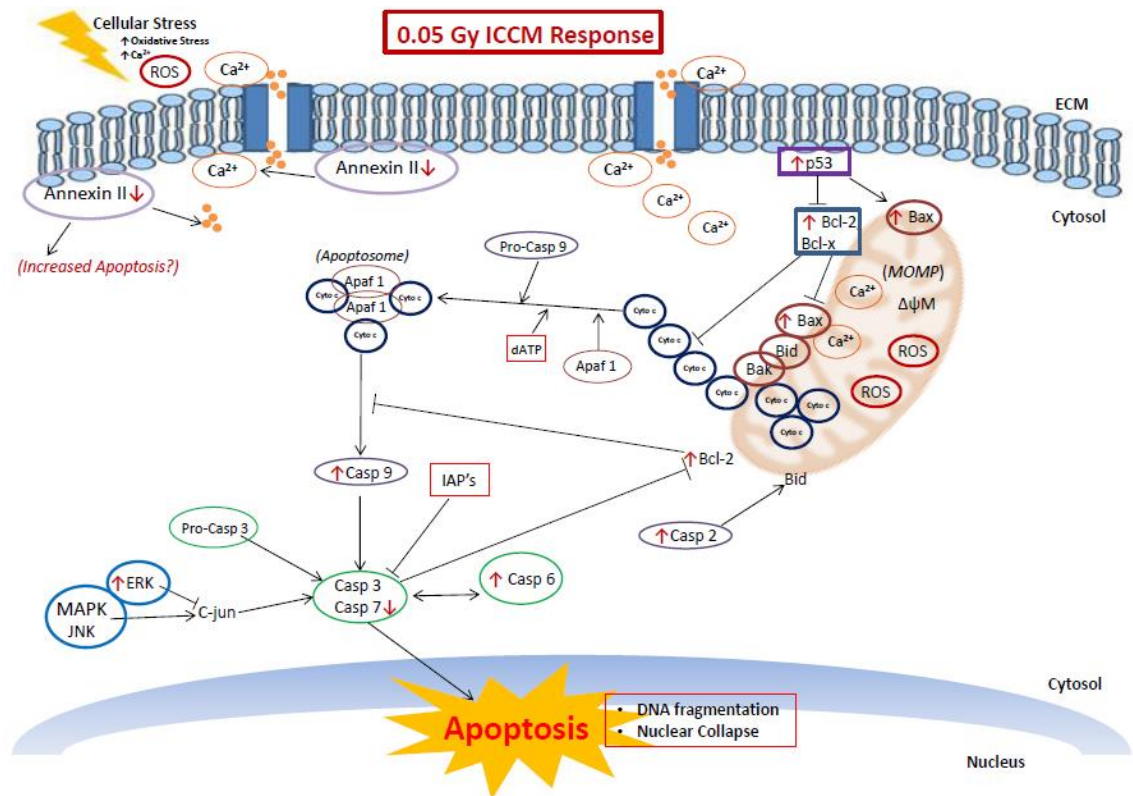 Cellular Stress
↑ Oxidative Stress
↑ Ca²⁺
ROS
0.05 Gy ICCM Response
Ca²⁺
Ca²⁺
ECM
Ca²⁺
Annexin II↓
Ca²⁺
↑p53
Annexin II↓
Ca²⁺
Ca²⁺
Cytosol
↑ Bcl-2,
Bcl-x
↑ Bax
(Increased Apoptosis?)
Pro-Casp 9
(Apoptosome)
Apaf 1
Cyto c
Cyto c
Apaf 1
Cyto c
(MOMP)
Ca²⁺
ΔψM
Cyto c
↑ Bax
Ca²⁺
Cyto c
dATP
Apaf 1
Bid
ROS
Cyto c
Bak
ROS
Cyto c
Cyto c
Cyto c
Cyto c
↑Bcl-2
↑Casp 9
IAP's
Bid
Pro-Casp 3
↑Casp 2
↑ERK
Casp 3
Casp 7↓
↑ Casp 6
MAPK
JNK
C-jun
Cytosol
Apoptosis
• DNA fragmentation
• Nuclear Collapse
Nucleus